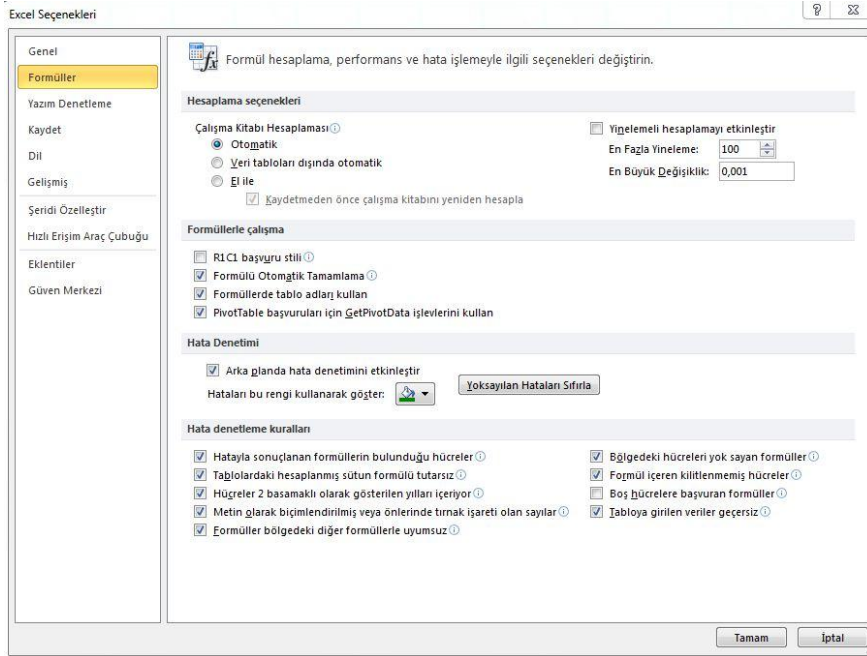 Excel Seçenekleri
Genel
Formüller
Yazım Denetleme
Kaydet
Dil
Gelişmiş
Şeridi Özelleştir
Hızlı Erişim Araç Çubuğu
Eklentiler
Güven Merkezi
Formül hesaplama, performans ve hata işlemeyle ilgili seçenekleri değiştirin.
Hesaplama seçenekleri
Çalışma Kitabı Hesaplaması
Otomatik
Veri tabloları dışında otomatik
El ile
Kaydetmeden önce çalışma kitabını yeniden hesapla
Yinelemeli hesaplamayı etkinleştir
En Fazla Yineleme: 100
En Büyük Değişiklik: 0,001
Formüllerle çalışma
R1C1 başvuru stili
Formülü Otomatik Tamamlama
Formüllerde tablo adları kullan
PivotTable başvuruları için GetPivotData işlevlerini kullan
Hata Denetimi
Arka planda hata denetimini etkinleştir
Hataları bu rengi kullanarak göster:
Yoksayılan Hataları Sıfırla
Hata denetleme kuralları
Hatayla sonuçlanan formüllerin bulunduğu hücreler
Tablolardaki hesaplanmış sütun formülü tutarsız
Hücreler 2 basamaklı olarak gösterilen yılları içeriyor
Metin olarak biçimlendirilmiş veya önlerinde tırnak işareti olan sayılar
Formüller bölgedeki diğer formüllerle uyumsuz
Bölgedeki hücreleri yok sayan formüller
Formül içeren kilitlenmemiş hücreler
Boş hücrelere başvuran formüller
Tabloya girilen veriler geçersiz
Tamam
İptal